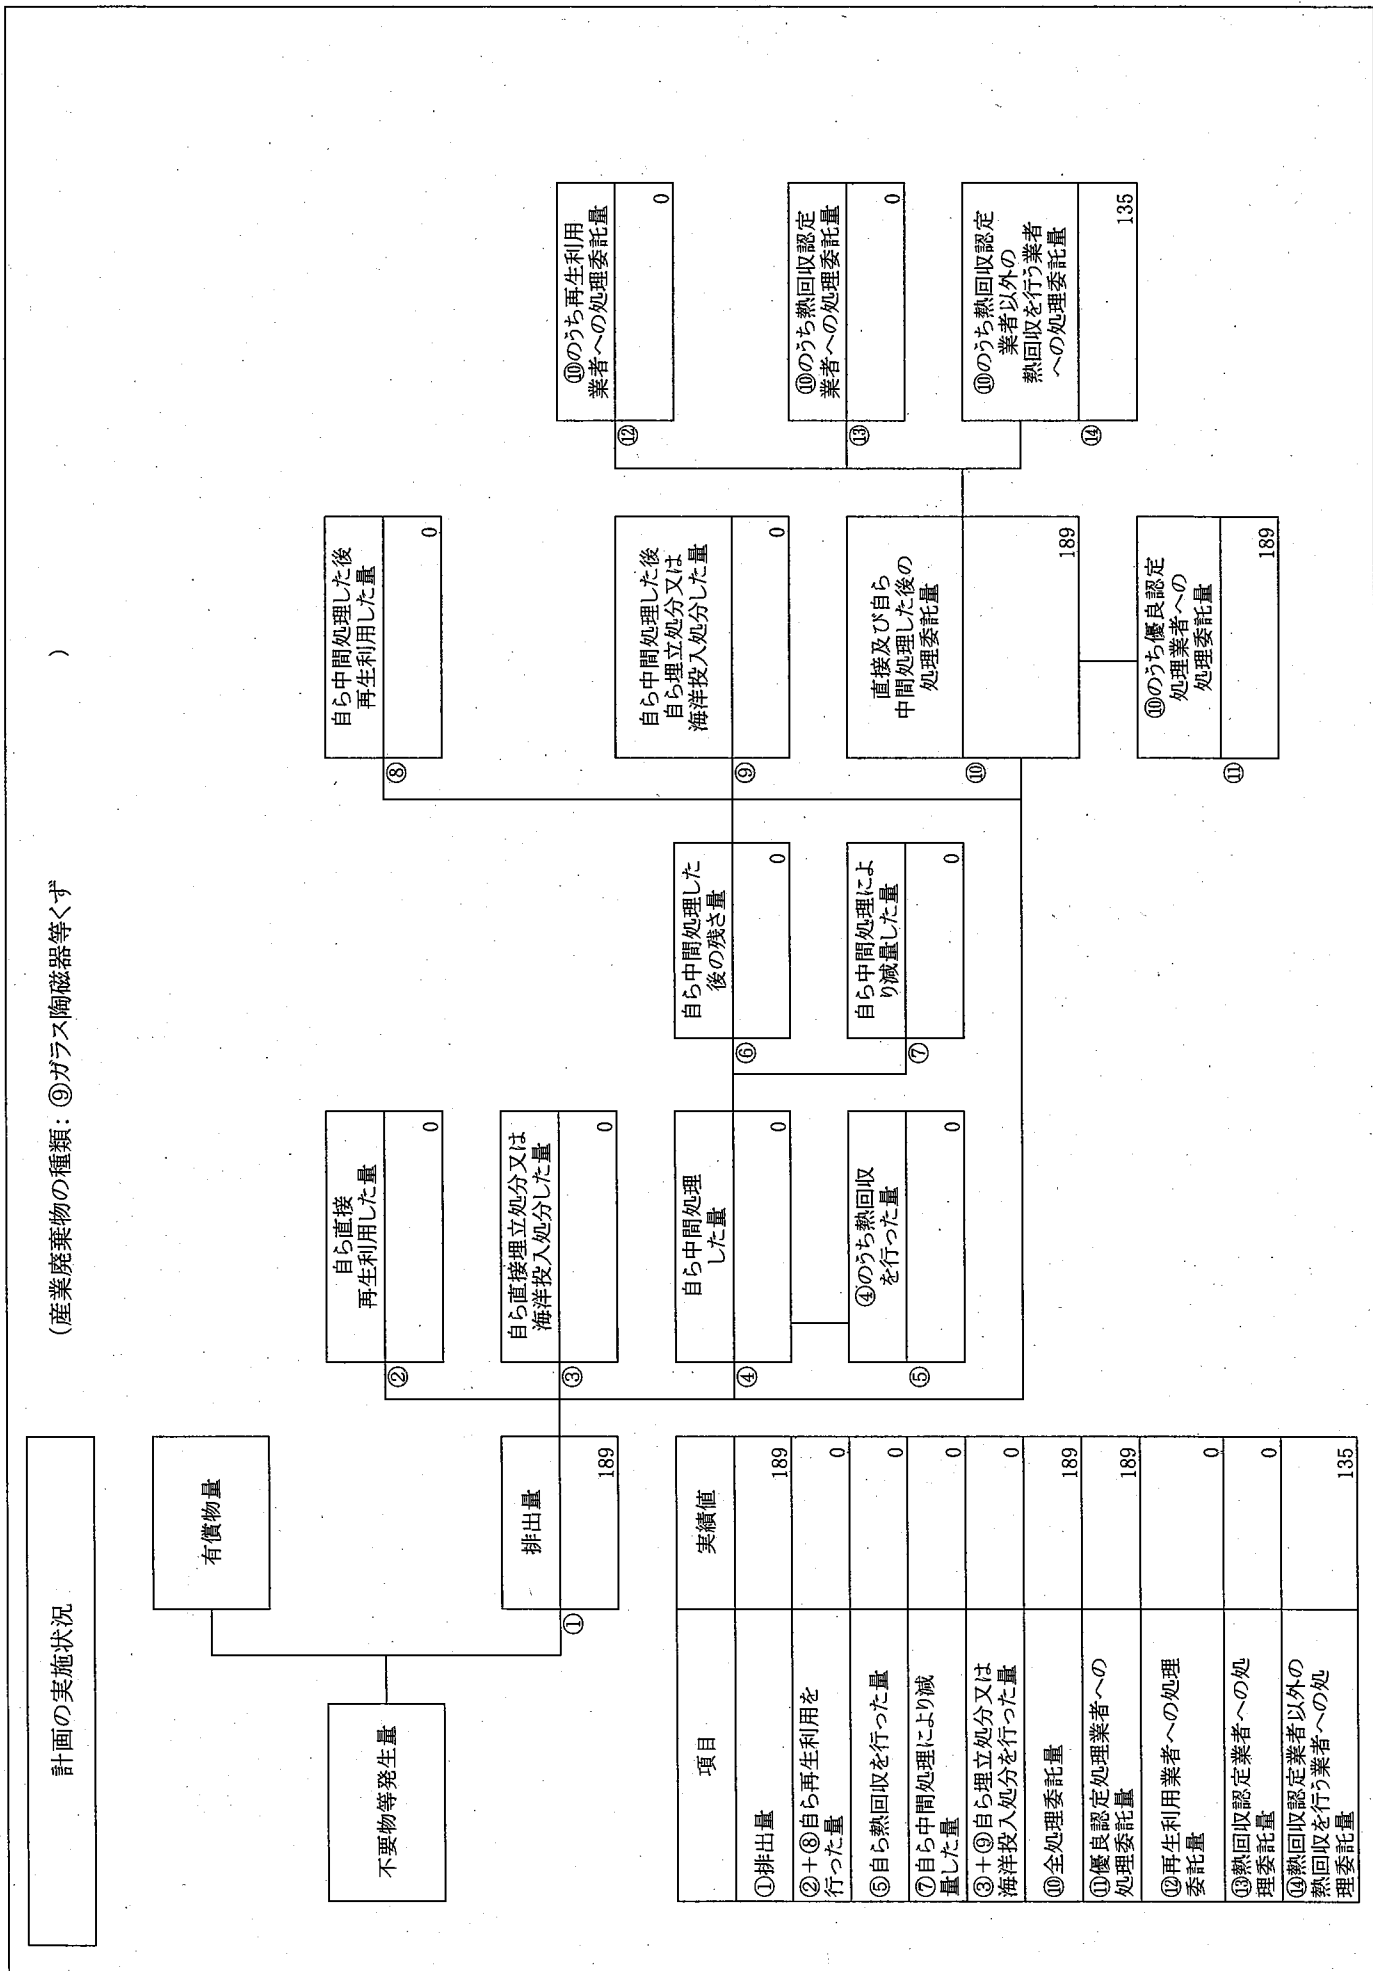 計画の実施状況
(産業廃棄物の種類：⑨ガラス陶磁器等くず
)
不要物等発生量
有償物量
①
排出量
189
②
自ら直接
再生利用した量
0
③
自ら直接埋立処分又は
海洋投入処分した量
0
④
自ら中間処理
した量
0
⑤
④のうち熱回収
を行った量
0
⑥
自ら中間処理した
後の残さ量
0
⑦
自ら中間処理によ
り減量した量
0
⑧
自ら中間処理した後
再生利用した量
0
⑨
自ら中間処理した後
自ら埋立処分又は
海洋投入処分した量
0
⑩
直接及び自ら
中間処理した後の
処理委託量
189
⑪
⑩のうち優良認定
処理業者への
処理委託量
189
⑫
⑩のうち再生利用
業者への処理委託量
0
⑬
⑩のうち熱回収認定
業者への処理委託量
0
⑭
⑩のうち熱回収認定
業者以外の
熱回収を行う業者
への処理委託量
135
項目
実績値
①排出量
189
②＋⑧自ら再生利用を
行った量
0
⑤自ら熱回収を行った量
0
⑦自ら中間処理により減
量した量
0
③＋⑨自ら埋立処分又は
海洋投入処分を行った量
0
⑩全処理委託量
189
⑪優良認定処理業者への
処理委託量
189
⑫再生利用業者への処理
委託量
0
⑬熱回収認定業者への処
理委託量
0
⑭熱回収認定業者以外の
熱回収を行う業者への処
理委託量
135